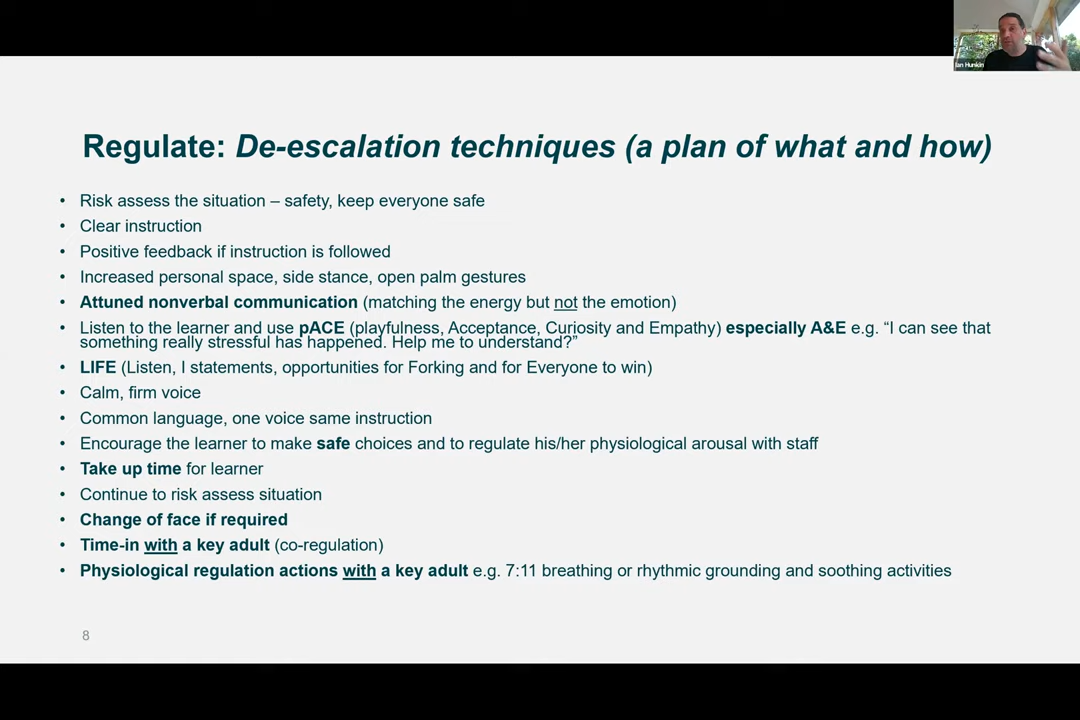 Ian Hunkin
Regulate: De-escalation techniques (a plan of what and how)
• Risk assess the situation – safety, keep everyone safe
• Clear instruction
• Positive feedback if instruction is followed
• Increased personal space, side stance, open palm gestures
• Attuned nonverbal communication (matching the energy but not the emotion)
• Listen to the learner and use pACE (playfulness, Acceptance, Curiosity and Empathy) especially A&E e.g. “I can see that
something really stressful has happened. Help me to understand?”
• LIFE (Listen, I statements, opportunities for Forking and for Everyone to win)
• Calm, firm voice
• Common language, one voice same instruction
• Encourage the learner to make safe choices and to regulate his/her physiological arousal with staff
• Take up time for learner
• Continue to risk assess situation
• Change of face if required
• Time-in with a key adult (co-regulation)
• Physiological regulation actions with a key adult e.g. 7:11 breathing or rhythmic grounding and soothing activities
8